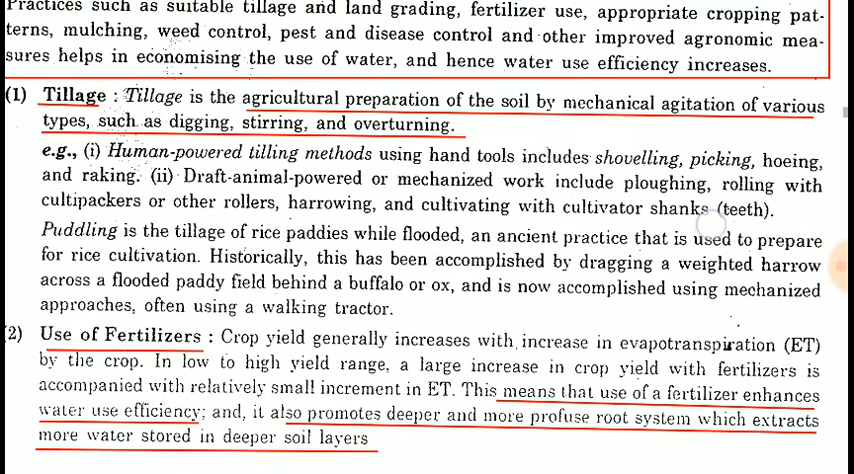 Practices such as suitable tillage and land grading, fertilizer use, appropriate cropping pat-
terns, mulching, weed control, pest and disease control and other improved agronomic mea-
sures helps in economising the use of water, and hence water use efficiency increases.
(1) Tillage : Tillage is the agricultural preparation of the soil by mechanical agitation of various
types, such as digging, stirring, and overturning.
e.g., (i) Human-powered tilling methods using hand tools includes shovelling, picking, hoeing,
and raking. (ii) Draft-animal-powered or mechanized work include ploughing, rolling with
cultipackers or other rollers, harrowing, and cultivating with cultivator shanks (teeth).
Puddling is the tillage of rice paddies while flooded, an ancient practice that is used to prepare
for rice cultivation. Historically, this has been accomplished by dragging a weighted harrow
across a flooded paddy field behind a buffalo or ox, and is now accomplished using mechanized
approaches, often using a walking tractor.
(2) Use of Fertilizers : Crop yield generally increases with increase in evapotranspiration (ET)
by the crop. In low to high yield range, a large increase in crop yield with fertilizers is
accompanied with relatively small increment in ET. This means that use of a fertilizer enhances
water use efficiency; and, it also promotes deeper and more profuse root system which extracts
more water stored in deeper soil layers